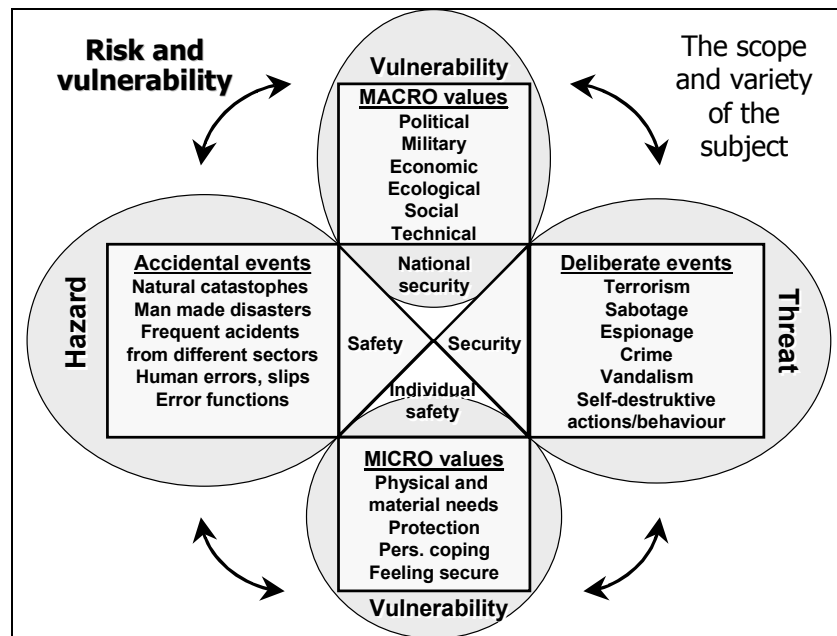 Risk and
vulnerability
The scope
and variety
of the
subject
Vulnerability
MACRO values
Political
Military
Economic
Ecological
Social
Technical
Hazard
Accidental events
Natural catastophes
Man made disasters
Frequent acidents
from different sectors
Human errors, slips
Error functions
National
security
Safety
Security
Individual
safety
Deliberate events
Terrorism
Sabotage
Espionage
Crime
Vandalism
Self-destruktive
actions/behaviour
Threat
MICRO values
Physical and
material needs
Protection
Pers. coping
Feeling secure
Vulnerability